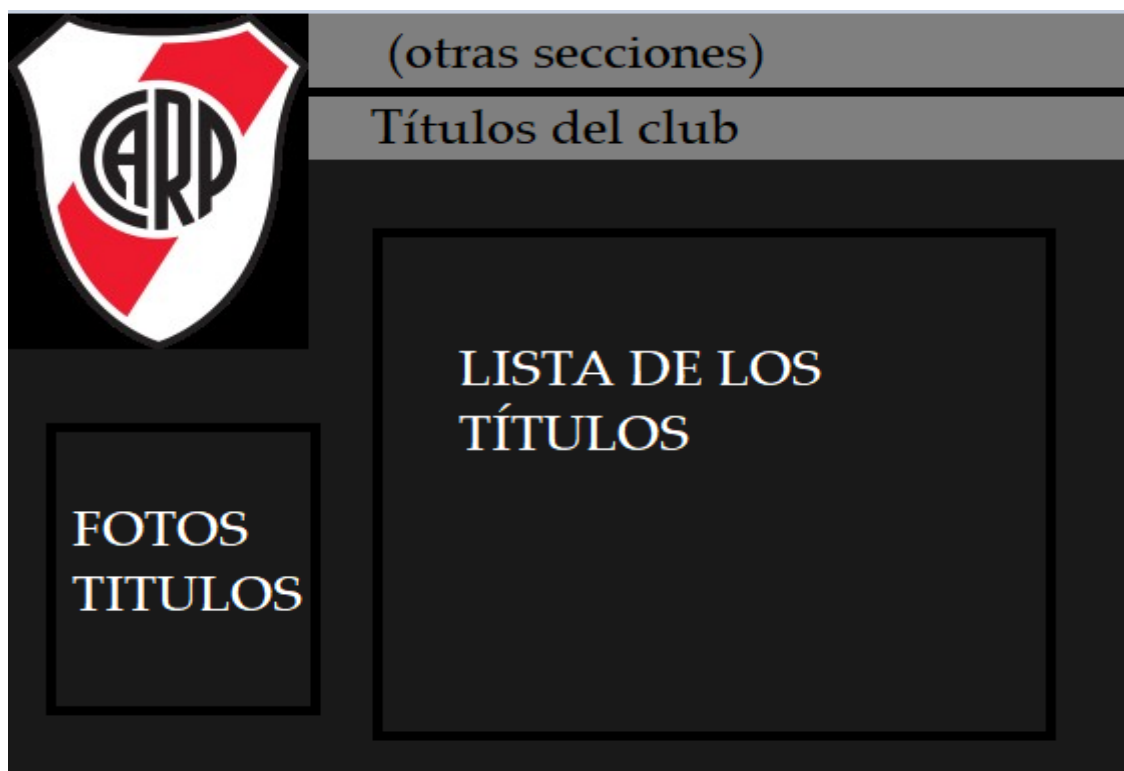 CARP
(otras secciones)
Títulos del club
LISTA DE LOS
TÍTULOS
FOTOS
TITULOS